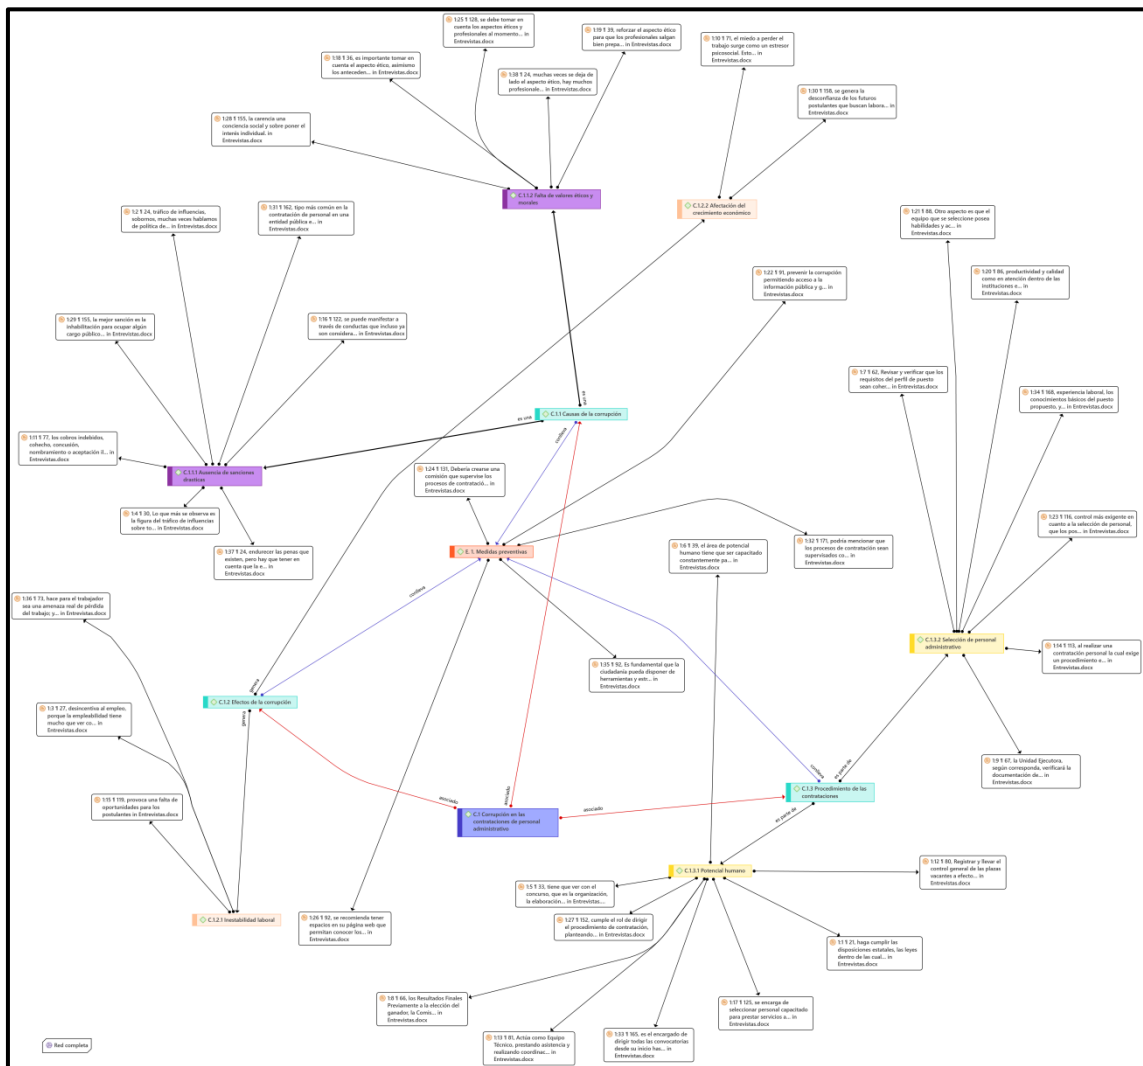 1:25 ¶ 128, se debe tomar en
cuenta los aspectos éticos y
profesionales al momento... in
Entrevistas.docx
1:19 ¶ 39, reforzar el aspecto ético
para que los profesionales salgan
bien prepa... in Entrevistas.docx
1:10 ¶ 71, el miedo a perder el
trabajo surge como un estresor
psicosocial. Esto... in
Entrevistas.docx
1:18 ¶ 36, es importante tomar en
cuenta el aspecto ético, asimismo
los anteceden... in Entrevistas.docx
1:38 ¶ 24, muchas veces se deja de
lado el aspecto ético, hay muchos
profesionale... in Entrevistas.docx
1:30 ¶ 158, se genera la
desconfianza de los futuros
postulantes que buscan labora... in
Entrevistas.docx
1:28 ¶ 155, la carencia una
conciencia social y sobre poner el
interés individual. in
Entrevistas.docx
C.1.1.2 Falta de valores éticos y
morales
C.1.2.2 Afectación del
crecimiento económico
1:2 ¶ 24, tráfico de influencias,
sobornos, muchas veces hablamos
de política de... in
Entrevistas.docx
1:31 ¶ 162, tipo más común en la
contratación de personal en una
entidad pública e... in
Entrevistas.docx
1:21 ¶ 88, Otro aspecto es que el
equipo que se seleccione posea
habilidades y ac... in
Entrevistas.docx
1:22 ¶ 91, prevenir la corrupción
permitiendo acceso a la
información pública y g... in
Entrevistas.docx
1:20 ¶ 86, productividad y calidad
como en atención dentro de las
instituciones e... in
Entrevistas.docx
1:29 ¶ 155, la mejor sanción es la
inhabilitación para ocupar algún
cargo público... in Entrevistas.docx
1:16 ¶ 122, se puede manifestar a
través de conductas que incluso ya
son considera... in
Entrevistas.docx
1:7 ¶ 62, Revisar y verificar que los
requisitos del perfil de puesto
sean coher... in Entrevistas.docx
1:34 ¶ 168, experiencia laboral, los
conocimientos básicos del puesto
propuesto, y... in
Entrevistas.docx
es una
es una
C.1.1 Causas de la corrupción
conlleva
1:11 ¶ 77, los cobros indebidos,
cohecho, concusión,
nombramiento o aceptación il...
in Entrevistas.docx
C.1.1.1 Ausencia de sanciones
drásticas
1:24 ¶ 131, Debería crearse una
comisión que supervise los
procesos de contratació... in
Entrevistas.docx
1:4 ¶ 30, Lo que más se observa es
la figura del tráfico de influencias
sobre to... in Entrevistas.docx
1:23 ¶ 116, control más exigente en
cuanto a la selección de personal,
que los pos... in Entrevistas.docx
1:37 ¶ 24, endurecer las penas que
existen, pero hay que tener en
cuenta que la e... in
Entrevistas.docx
E. 1. Medidas preventivas
1:6 ¶ 39, el área de potencial
humano tiene que ser capacitado
constantemente pa... in
Entrevistas.docx
1:32 ¶ 171, podría mencionar que
los procesos de contratación sean
supervisados co... in
Entrevistas.docx
1:36 ¶ 73, hace para el trabajador
sea una amenaza real de pérdida
del trabajo; y... in Entrevistas.docx
conlleva
C.1.3.2 Selección de personal
administrativo
1:14 ¶ 113, al realizar una
contratación personal la cual exige
un procedimiento e... in
Entrevistas.docx
1:35 ¶ 92, Es fundamental que la
ciudadanía pueda disponer de
herramientas y estr... in
Entrevistas.docx
genera
C.1.2 Efectos de la corrupción
genera
1:3 ¶ 27, desincentiva al empleo,
porque la empleabilidad tiene
mucho que ver co... in
Entrevistas.docx
1:9 ¶ 67, la Unidad Ejecutora,
según corresponda, verificará la
documentación de... in
Entrevistas.docx
conlleva
es parte de
C.1.3 Procedimiento de las
contrataciones
1:15 ¶ 119, provoca una falta de
oportunidades para los
postulantes in Entrevistas.docx
asociado
asociado
asociado
C.1 Corrupción en las
contrataciones de personal
administrativo
es parte de
C.1.3.1 Potencial humano
1:12 ¶ 80, Registrar y llevar el
control general de las plazas
vacantes a efecto... in
Entrevistas.docx
1:5 ¶ 33, tiene que ver con el
concurso, que es la organización,
la elaboración... in Entrevistas....
C.1.2.1 Inestabilidad laboral
1:26 ¶ 92, se recomienda tener
espacios en su página web que
permitan conocer los... in
Entrevistas.docx
1:27 ¶ 152, cumple el rol de dirigir
el procedimiento de contratación,
planteando... in Entrevistas.docx
1:1 ¶ 21, haga cumplir las
disposiciones estatales, las leyes
dentro de las cual... in
Entrevistas.docx
1:8 ¶ 66, los Resultados Finales
Previamente a la elección del
ganador, la Comis... in
Entrevistas.docx
1:17 ¶ 125, se encarga de
seleccionar personal capacitado
para prestar servicios a... in
Entrevistas.docx
1:13 ¶ 81, Actúa como Equipo
Técnico, prestando asistencia y
realizando coordinac... in
Entrevistas.docx
1:33 ¶ 165, es el encargado de
dirigir todas las convocatorias
desde su inicio has... in
Entrevistas.docx
Red completa